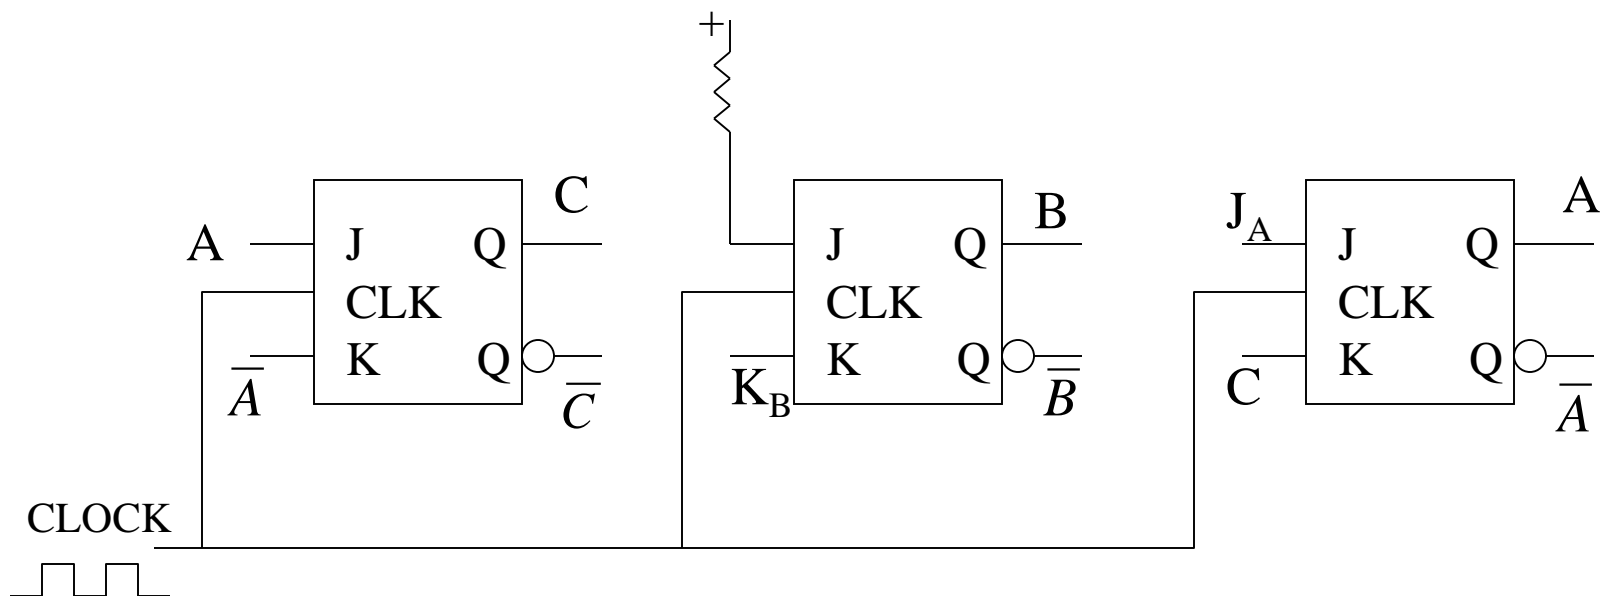 +
C
B
J_A
A
A
J
Q
J
Q
J
Q
CLK
CLK
CLK
K
Q
K
Q
K
Q
A̅
C̅
K_B
B̅
C
A̅
CLOCK